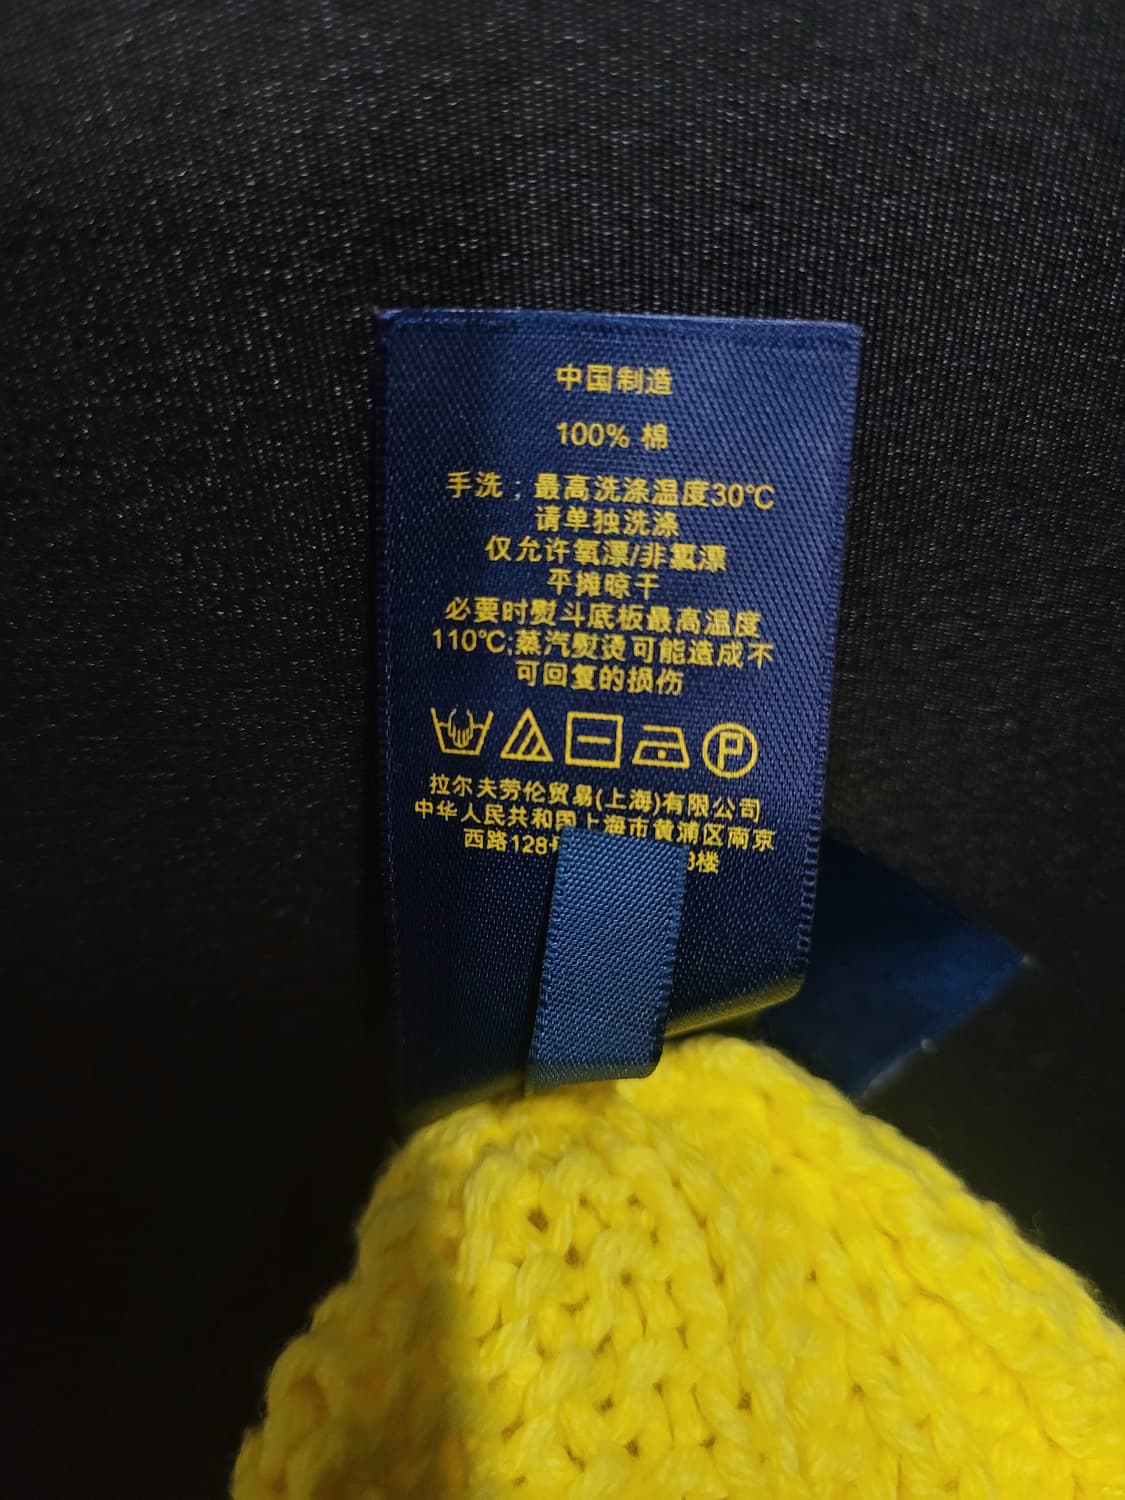 中国制造
100% 棉
手洗；最高洗涤温度30℃
请单独洗涤
仅允许氧漂/非氯漂
平摊晾干
必要时熨斗底板最高温度
110℃;蒸汽熨烫可能造成不
可回复的损伤
P
拉尔夫劳伦贸易(上海)有限公司
中华人民共和国上海市黄浦区南京
西路128 楼